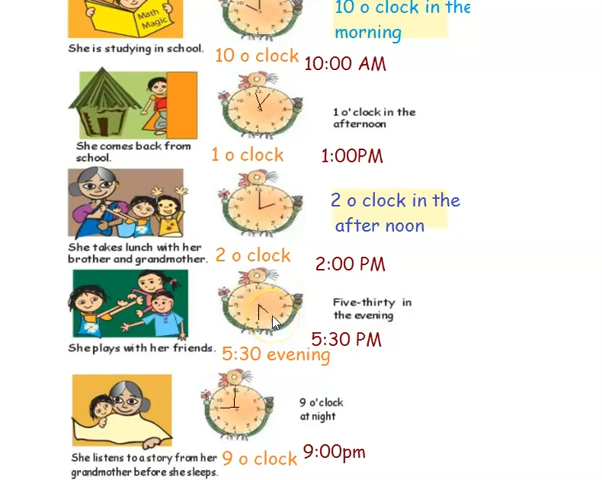 Math
Magic
10 o clock in the
morning
She is studying in school.
10 o clock
10:00 AM
1 o'clock in the
afternoon
She comes back from
school.
1 o clock
1:00PM
2 o clock in the
after noon
She takes lunch with her
brother and grandmother.
2 o clock
2:00 PM
Five-thirty in
the evening
5:30 PM
She plays with her friends.
5:30 evening
9 o'clock
at night
She listens to a story from her
grandmother before she sleeps.
9 o clock
9:00pm